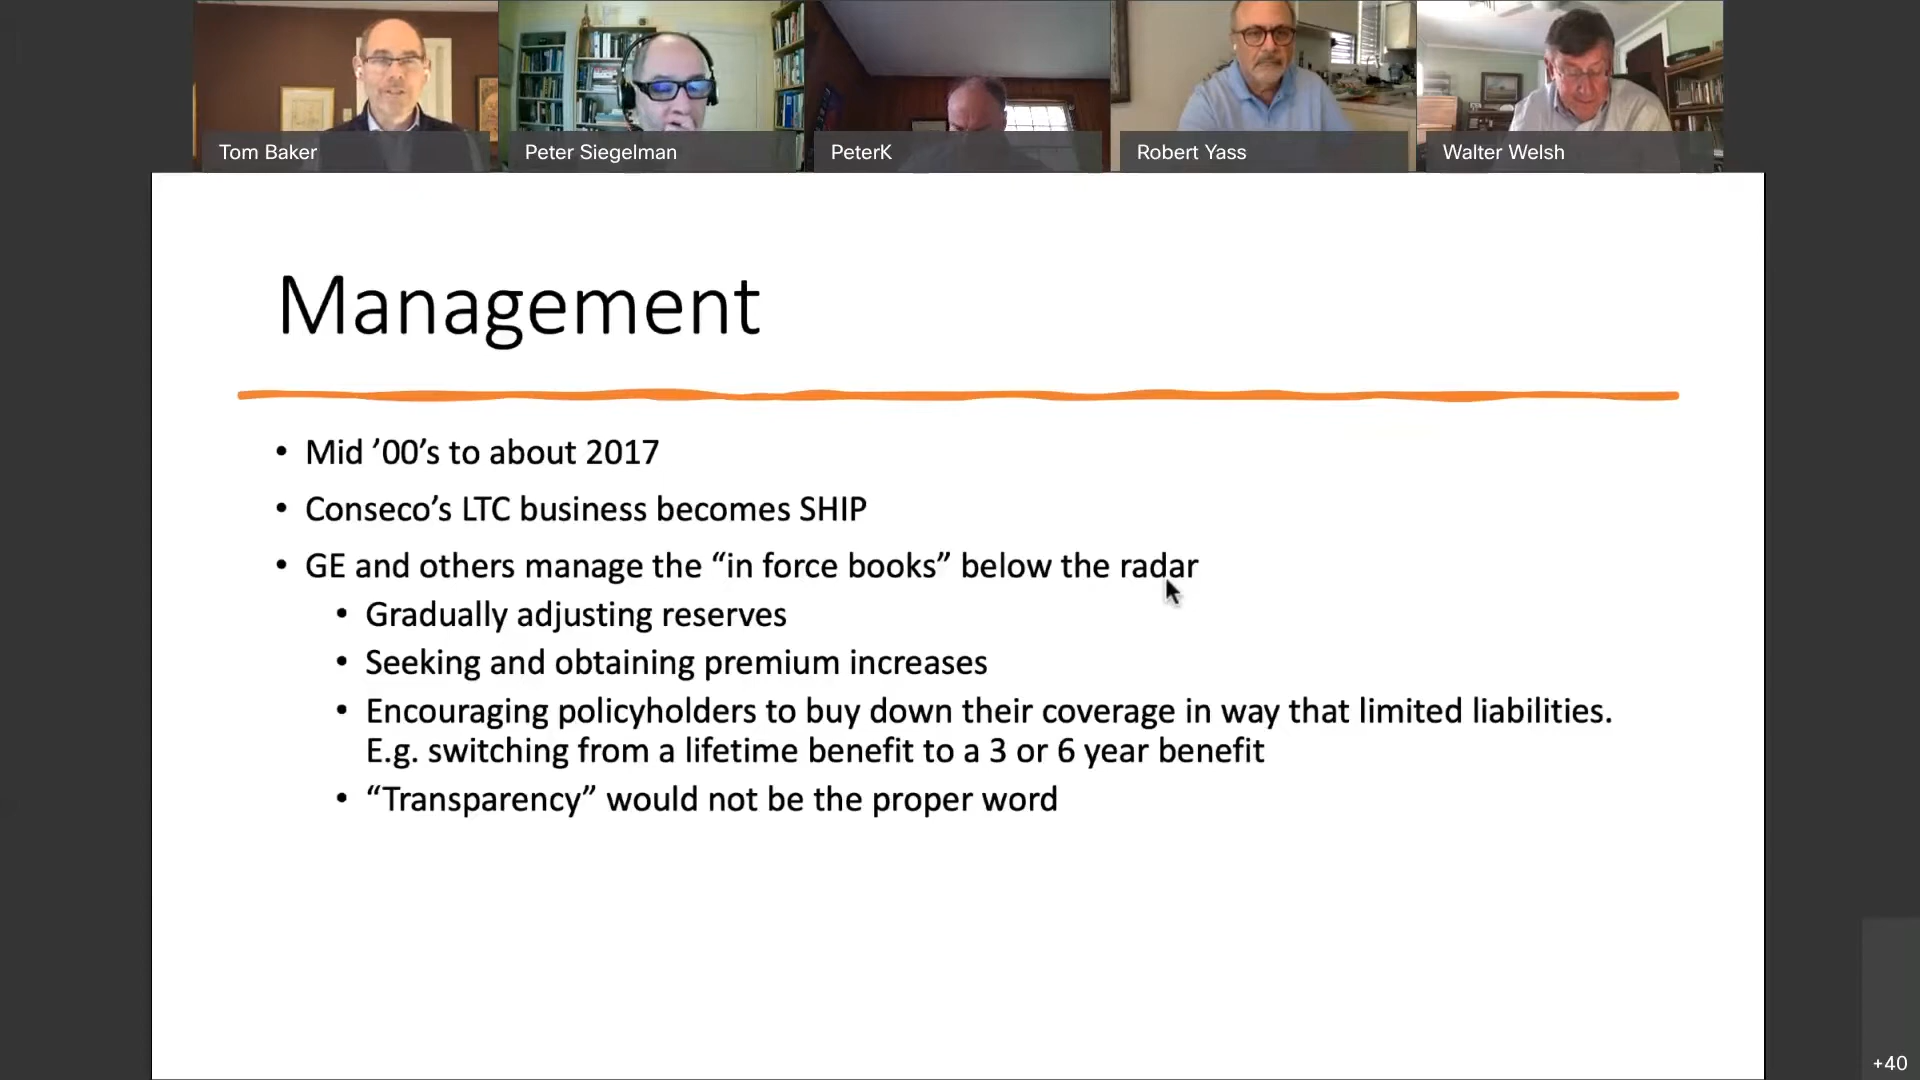 Tom Baker
Peter Siegelman
PeterK
Robert Yass
Walter Welsh
Management
• Mid ’00’s to about 2017
• Conseco’s LTC business becomes SHIP
• GE and others manage the “in force books” below the radar
• Gradually adjusting reserves
• Seeking and obtaining premium increases
• Encouraging policyholders to buy down their coverage in way that limited liabilities.
E.g. switching from a lifetime benefit to a 3 or 6 year benefit
• “Transparency” would not be the proper word
+40